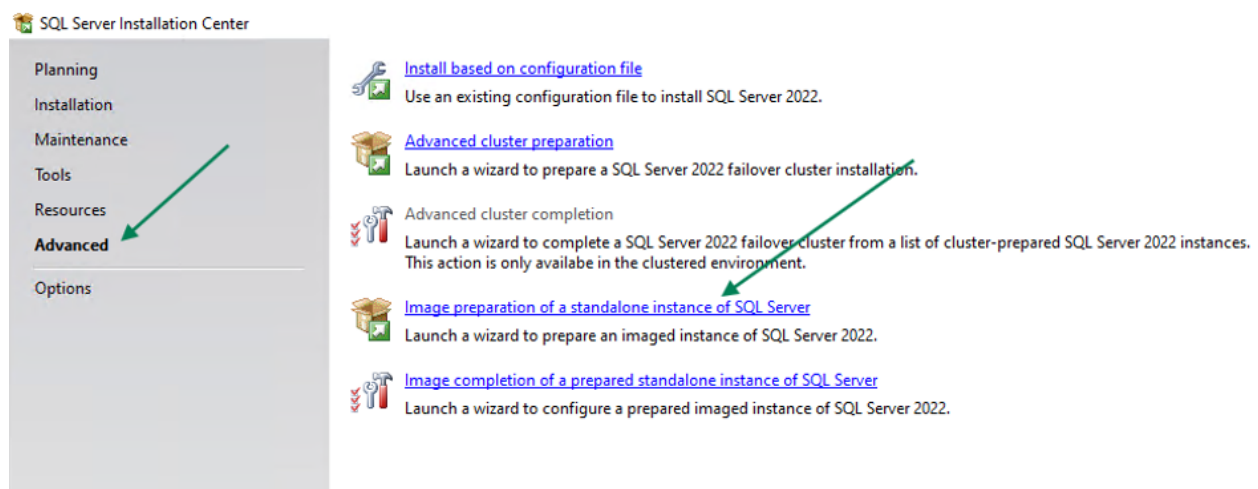 SQL Server Installation Center
Planning
Installation
Maintenance
Tools
Resources
Advanced
Options
Install based on configuration file
Use an existing configuration file to install SQL Server 2022.
Advanced cluster preparation
Launch a wizard to prepare a SQL Server 2022 failover cluster installation.
Advanced cluster completion
Launch a wizard to complete a SQL Server 2022 failover cluster from a list of cluster-prepared SQL Server 2022 instances.
This action is only availabe in the clustered environment.
Image preparation of a standalone instance of SQL Server
Launch a wizard to prepare an imaged instance of SQL Server 2022.
Image completion of a prepared standalone instance of SQL Server
Launch a wizard to configure a prepared imaged instance of SQL Server 2022.